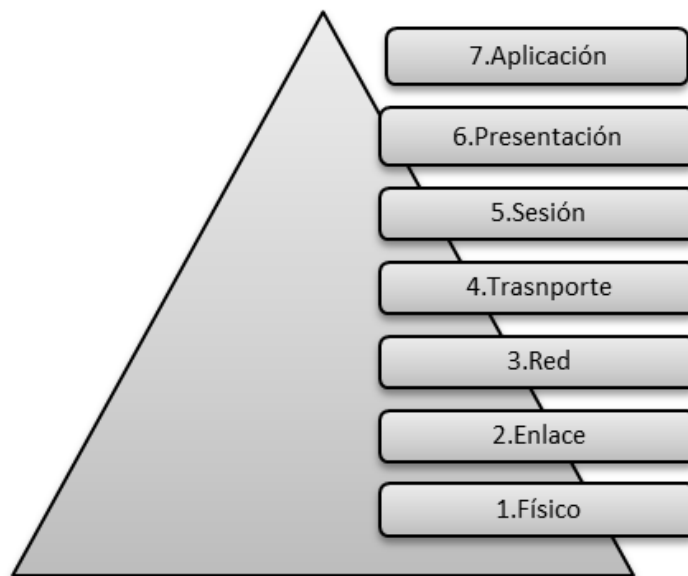 7.Aplicación
6.Presentación
5.Sesión
4.Trasnporte
3.Red
2.Enlace
1.Físico